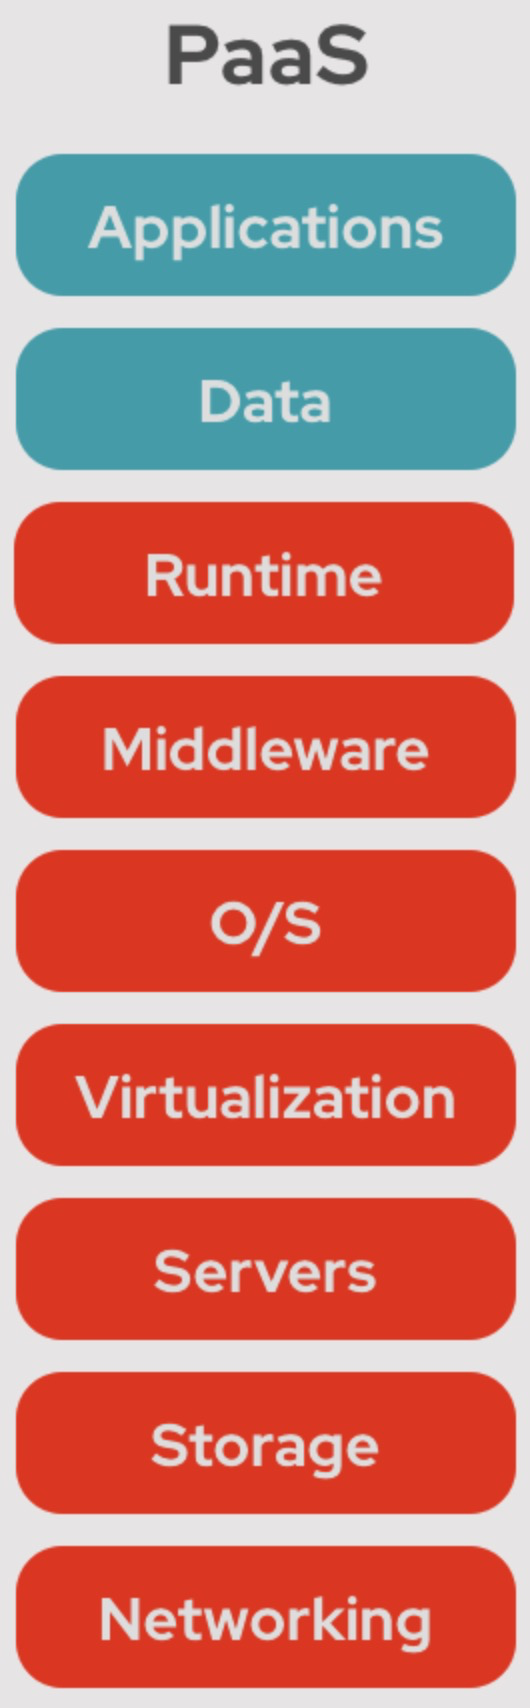 PaaS
Applications
Data
Runtime
Middleware
O/S
Virtualization
Servers
Storage
Networking